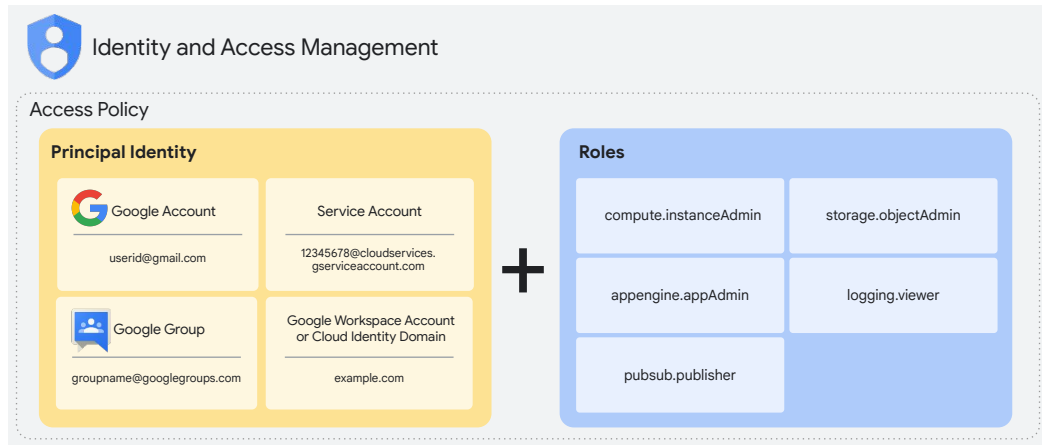 Identity and Access Management
Access Policy
Principal Identity
Google Account
userid@gmail.com
Service Account
12345678@cloudservices.
gserviceaccount.com
Google Group
groupname@googlegroups.com
Google Workspace Account
or Cloud Identity Domain
example.com
+
Roles
compute.instanceAdmin
storage.objectAdmin
appengine.appAdmin
logging.viewer
pubsub.publisher